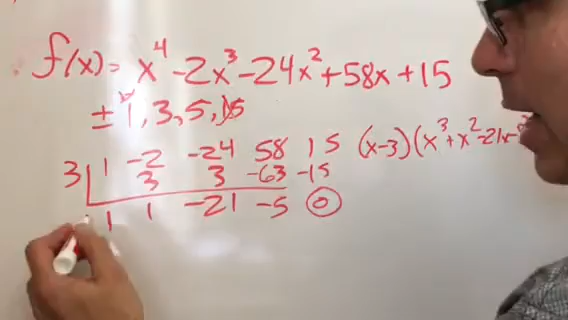 f(x)= x⁴-2x³-24x²+58x+15
±1,3,5,15
3 1 -2 -24 58 15 (x-3)(x³+x²-21x-
3 3 -63 -15
1 1 -21 -5 0